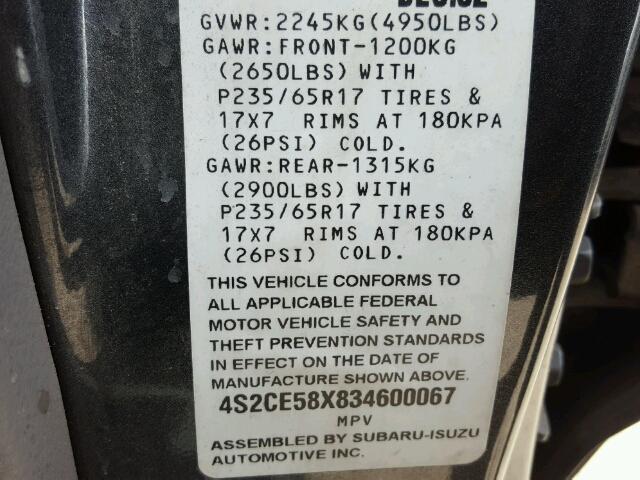 GVWR:2245KG(4950LBS)
GAWR:FRONT-1200KG
(2650LBS) WITH
P235/65R17 TIRES &
17X7 RIMS AT 180KPA
(26PSI) COLD.
GAWR:REAR-1315KG
(2900LBS) WITH
P235/65R17 TIRES &
17X7 RIMS AT 180KPA
(26PSI) COLD.
THIS VEHICLE CONFORMS TO
ALL APPLICABLE FEDERAL
MOTOR VEHICLE SAFETY AND
THEFT PREVENTION STANDARDS
IN EFFECT ON THE DATE OF
MANUFACTURE SHOWN ABOVE.
4S2CE58X834600067
MPV
ASSEMBLED BY SUBARU-ISUZU
AUTOMOTIVE INC.